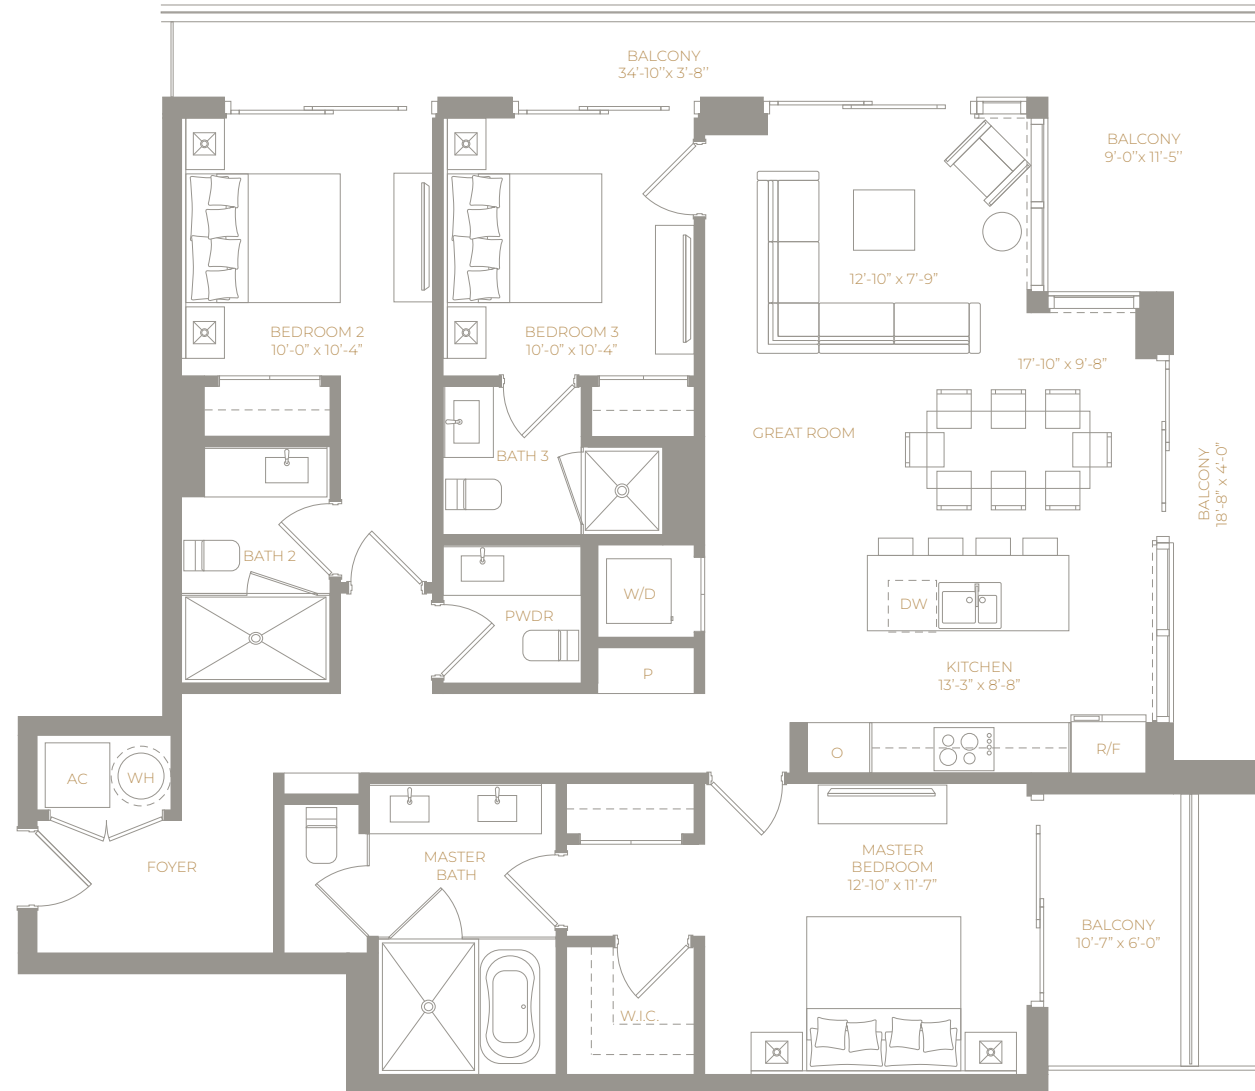 BALCONY
34'-10''x 3'-8''
BALCONY
9'-0''x 11'-5''
12'-10” x 7'-9”
BEDROOM 2
10'-0” x 10'-4”
BEDROOM 3
10'-0” x 10'-4”
17'-10” x 9'-8”
GREAT ROOM
BATH 3
BALCONY
18'-8” x 4'-0”
BATH 2
W/D
DW
PWDR
P
KITCHEN
13'-3” x 8'-8”
O
R/F
AC
WH
FOYER
MASTER
BATH
MASTER
BEDROOM
12'-10” x 11'-7”
BALCONY
10'-7” x 6'-0”
W.I.C.